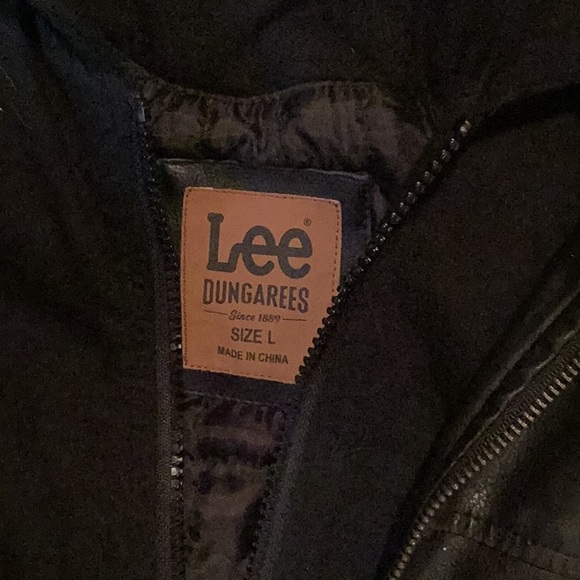 Lee®
DUNGAREES
Since 1889
SIZE L
MADE IN CHINA